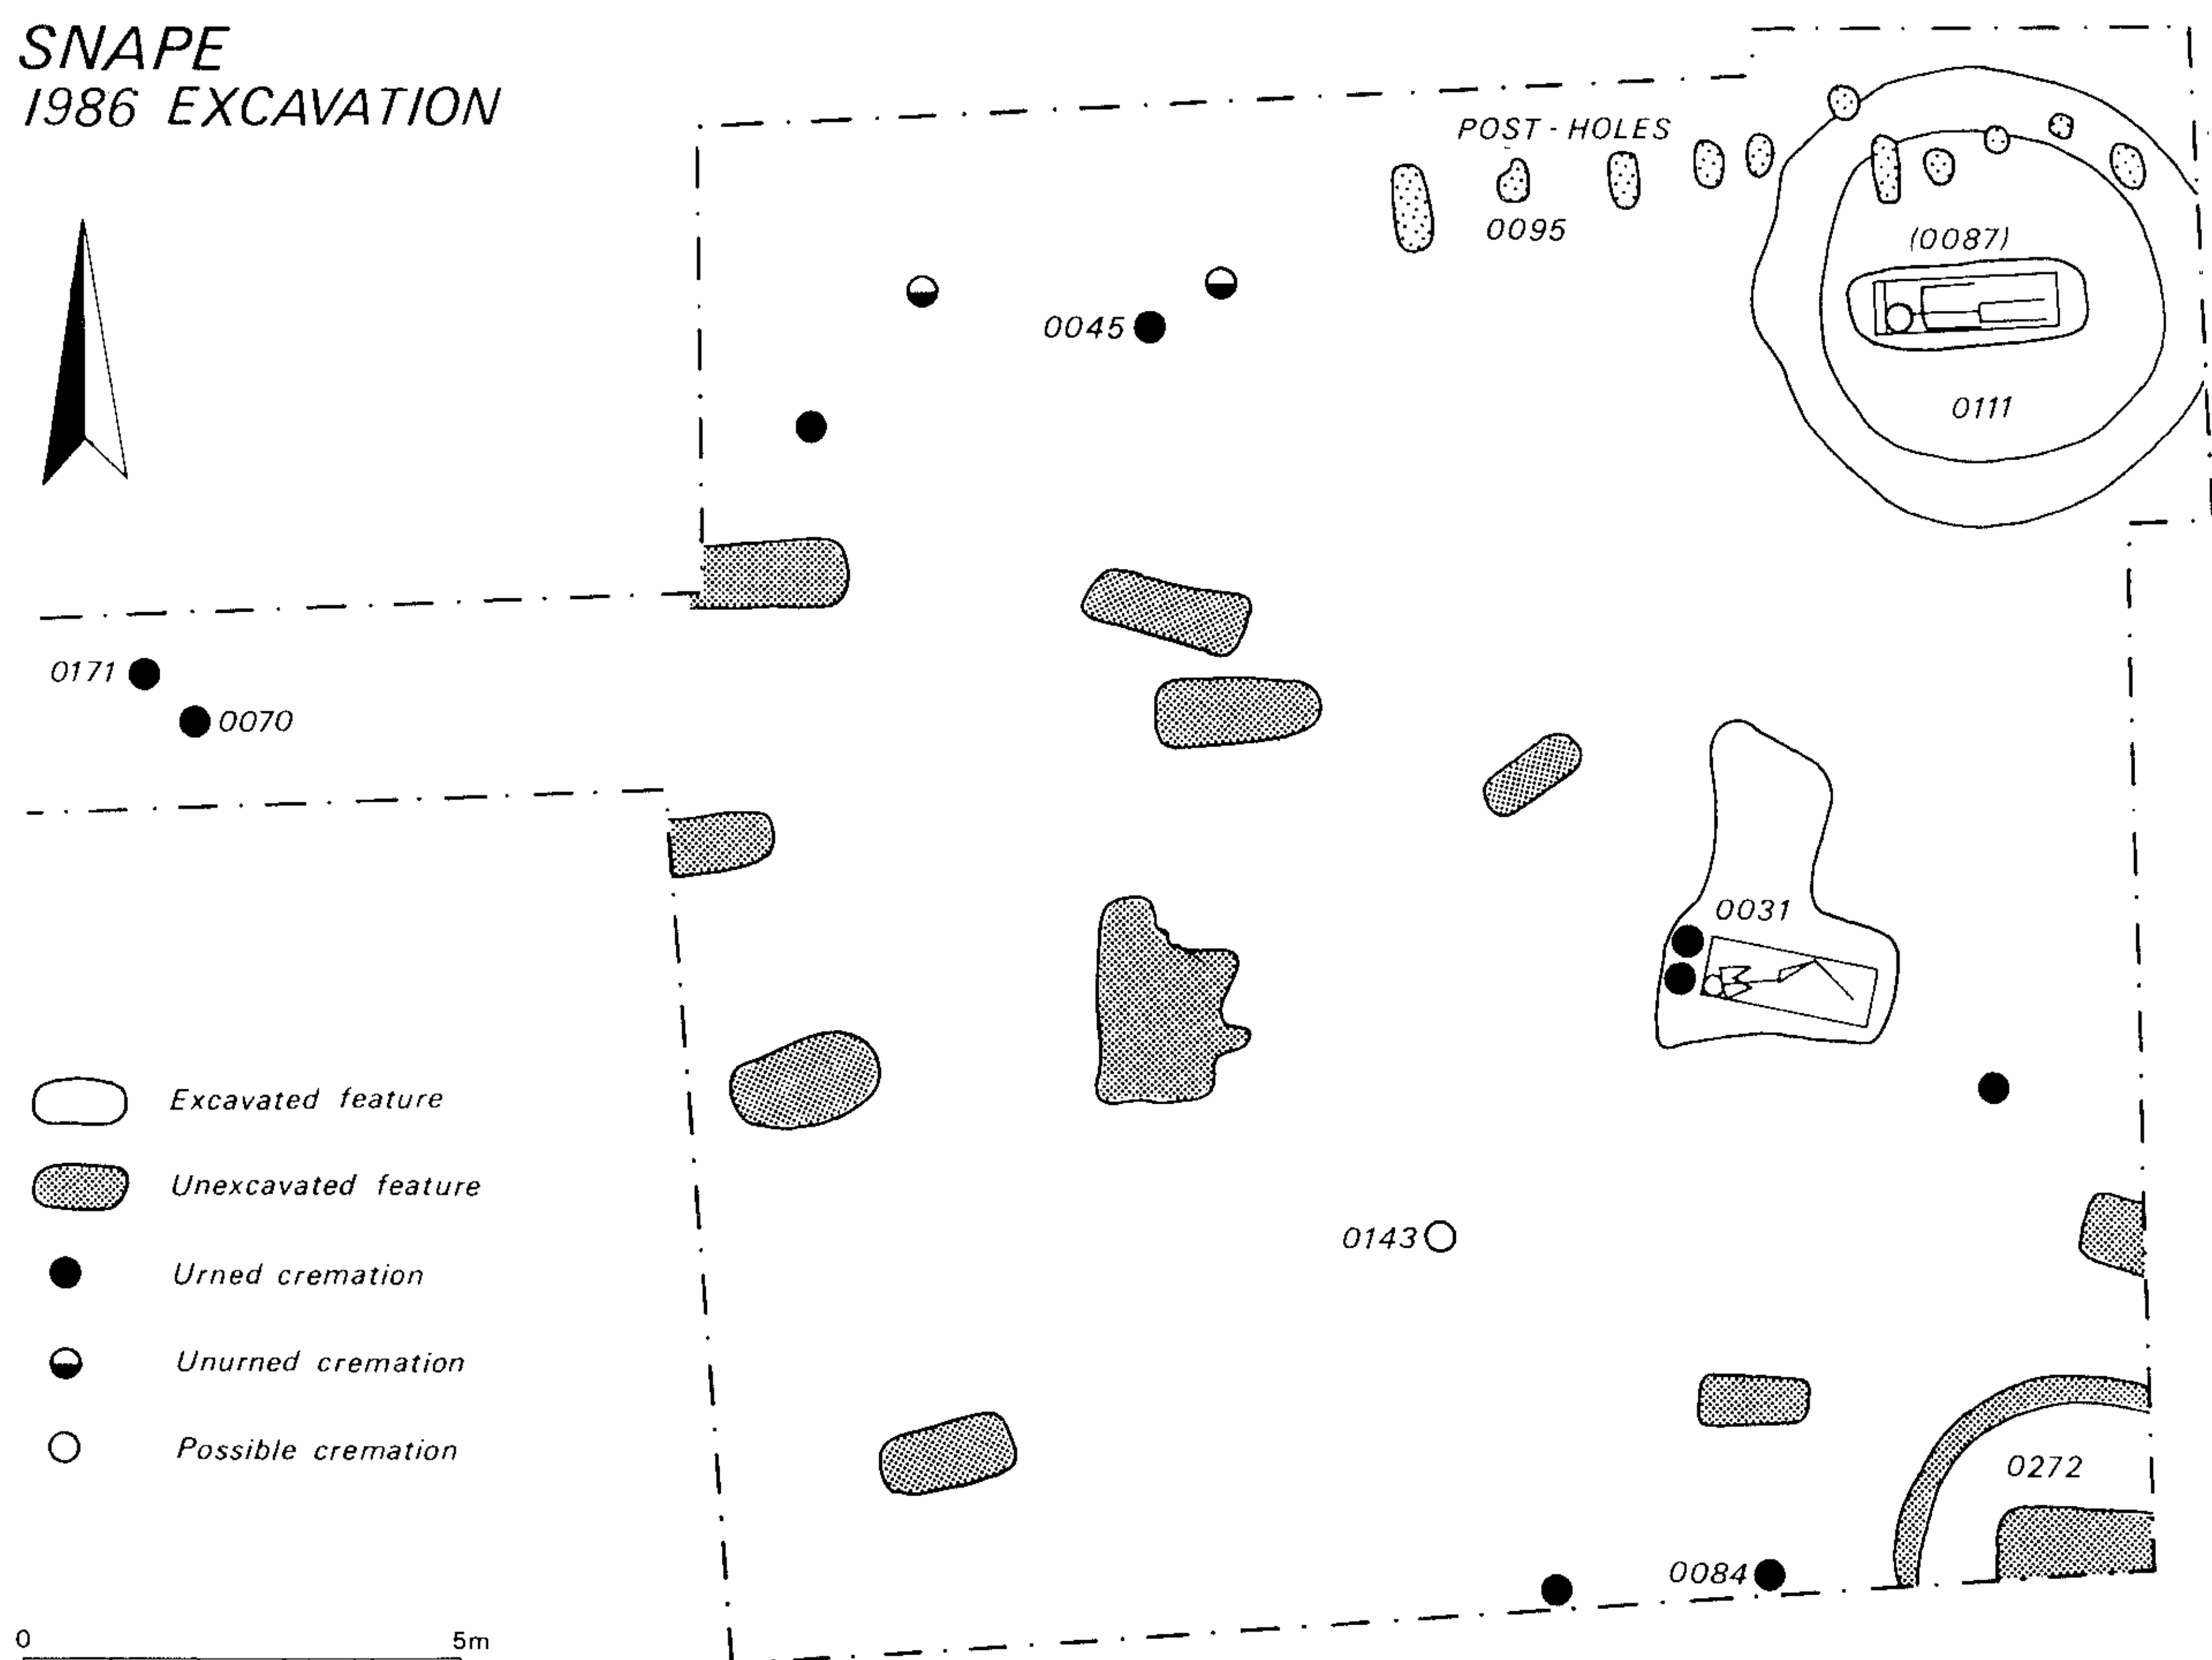 SNAPE
1986 EXCAVATION
POST-HOLES
0095
(0087)
0045
0111
0171
0070
0031
Excavated feature
Unexcavated feature
0143
Urned cremation
Unurned cremation
Possible cremation
0272
0084
0 5m